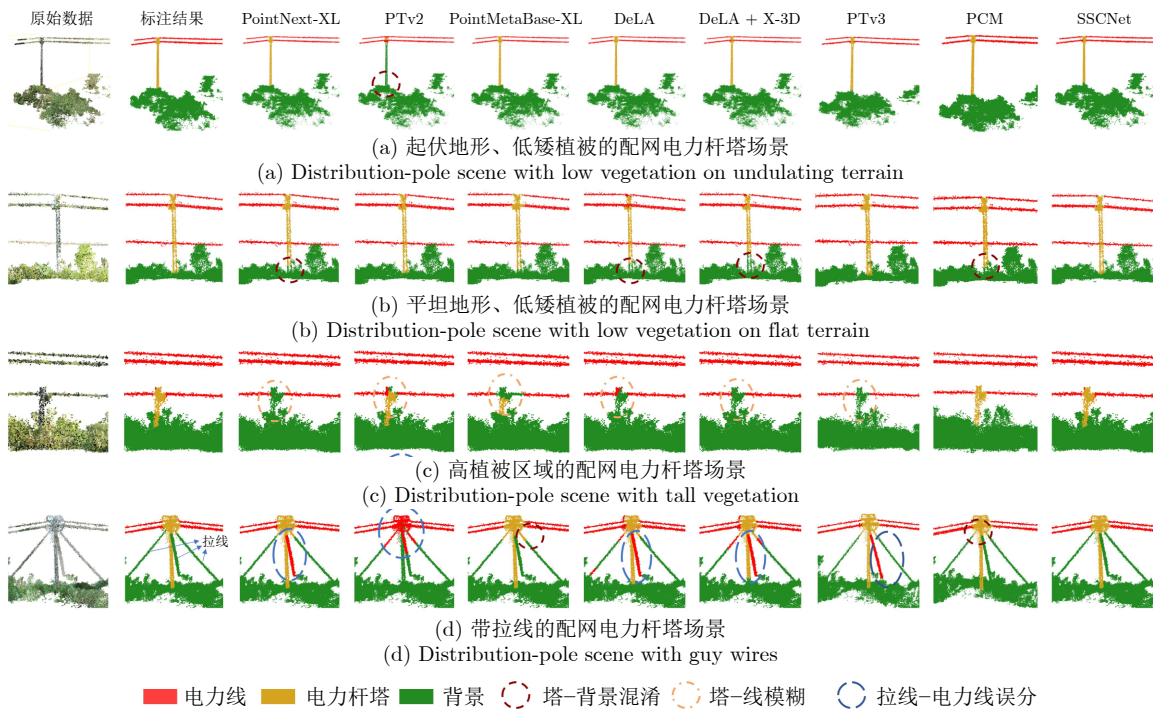 原始数据 标注结果 PointNext-XL PTv2 PointMetaBase-XL DeLA DeLA + X-3D PTv3 PCM SSCNet
(a) 起伏地形、低矮植被的配网电力杆塔场景
(a) Distribution-pole scene with low vegetation on undulating terrain
(b) 平坦地形、低矮植被的配网电力杆塔场景
(b) Distribution-pole scene with low vegetation on flat terrain
(c) 高植被区域的配网电力杆塔场景
(c) Distribution-pole scene with tall vegetation
拉线
(d) 带拉线的配网电力杆塔场景
(d) Distribution-pole scene with guy wires
电力线 电力杆塔 背景 塔–背景混淆 塔–线模糊 拉线–电力线误分